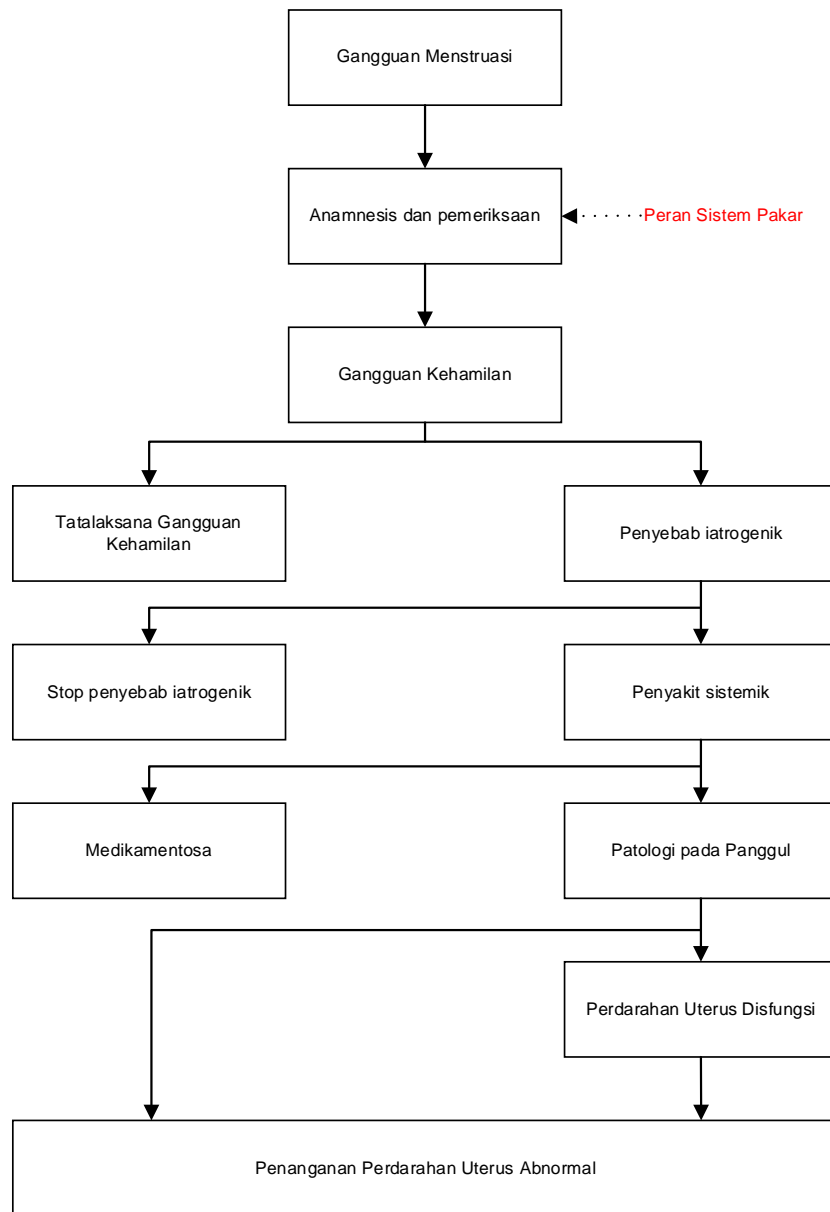 Gangguan Menstruasi
Anamnesis dan pemeriksaan
Peran Sistem Pakar
Gangguan Kehamilan
Tatalaksana Gangguan
Kehamilan
Penyebab iatrogenik
Stop penyebab iatrogenik
Penyakit sistemik
Medikamentosa
Patologi pada Panggul
Perdarahan Uterus Disfungsi
Penanganan Perdarahan Uterus Abnormal